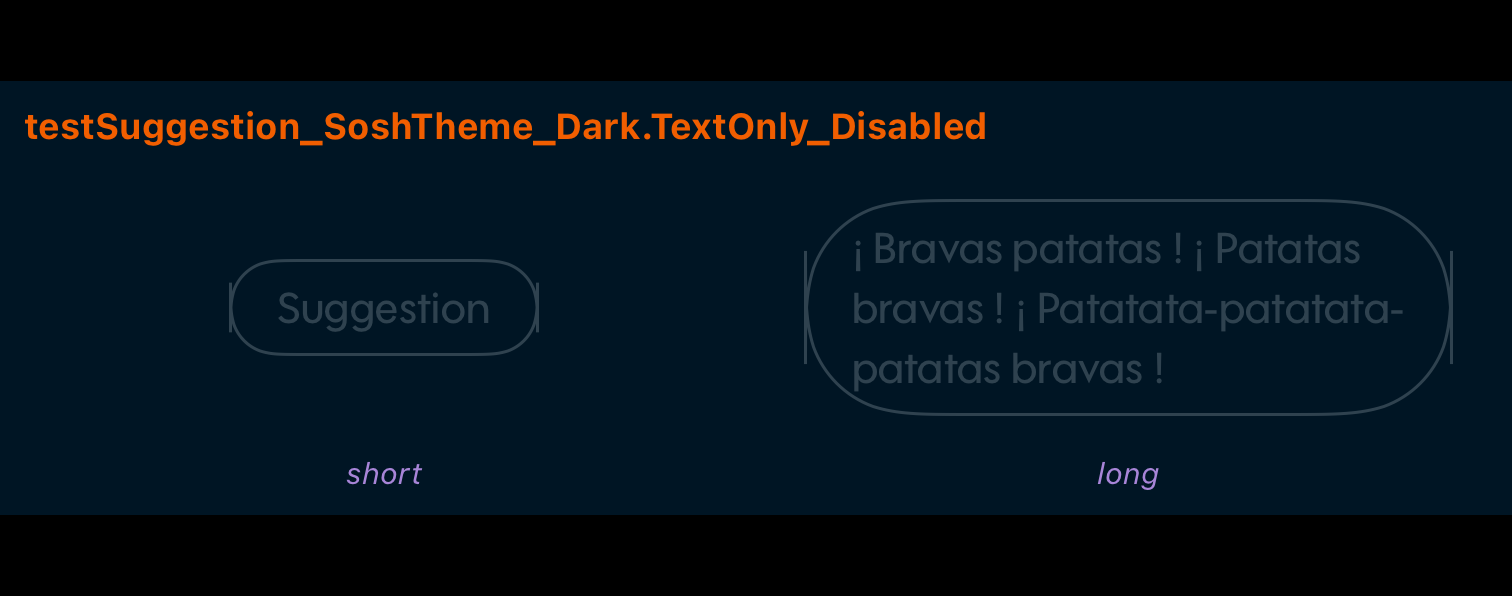 testSuggestion_SoshTheme_Dark.TextOnly_Disabled
Suggestion
¡ Bravas patatas ! ¡ Patatas
bravas ! ¡ Patatata-patatata-
patatas bravas !
short
long